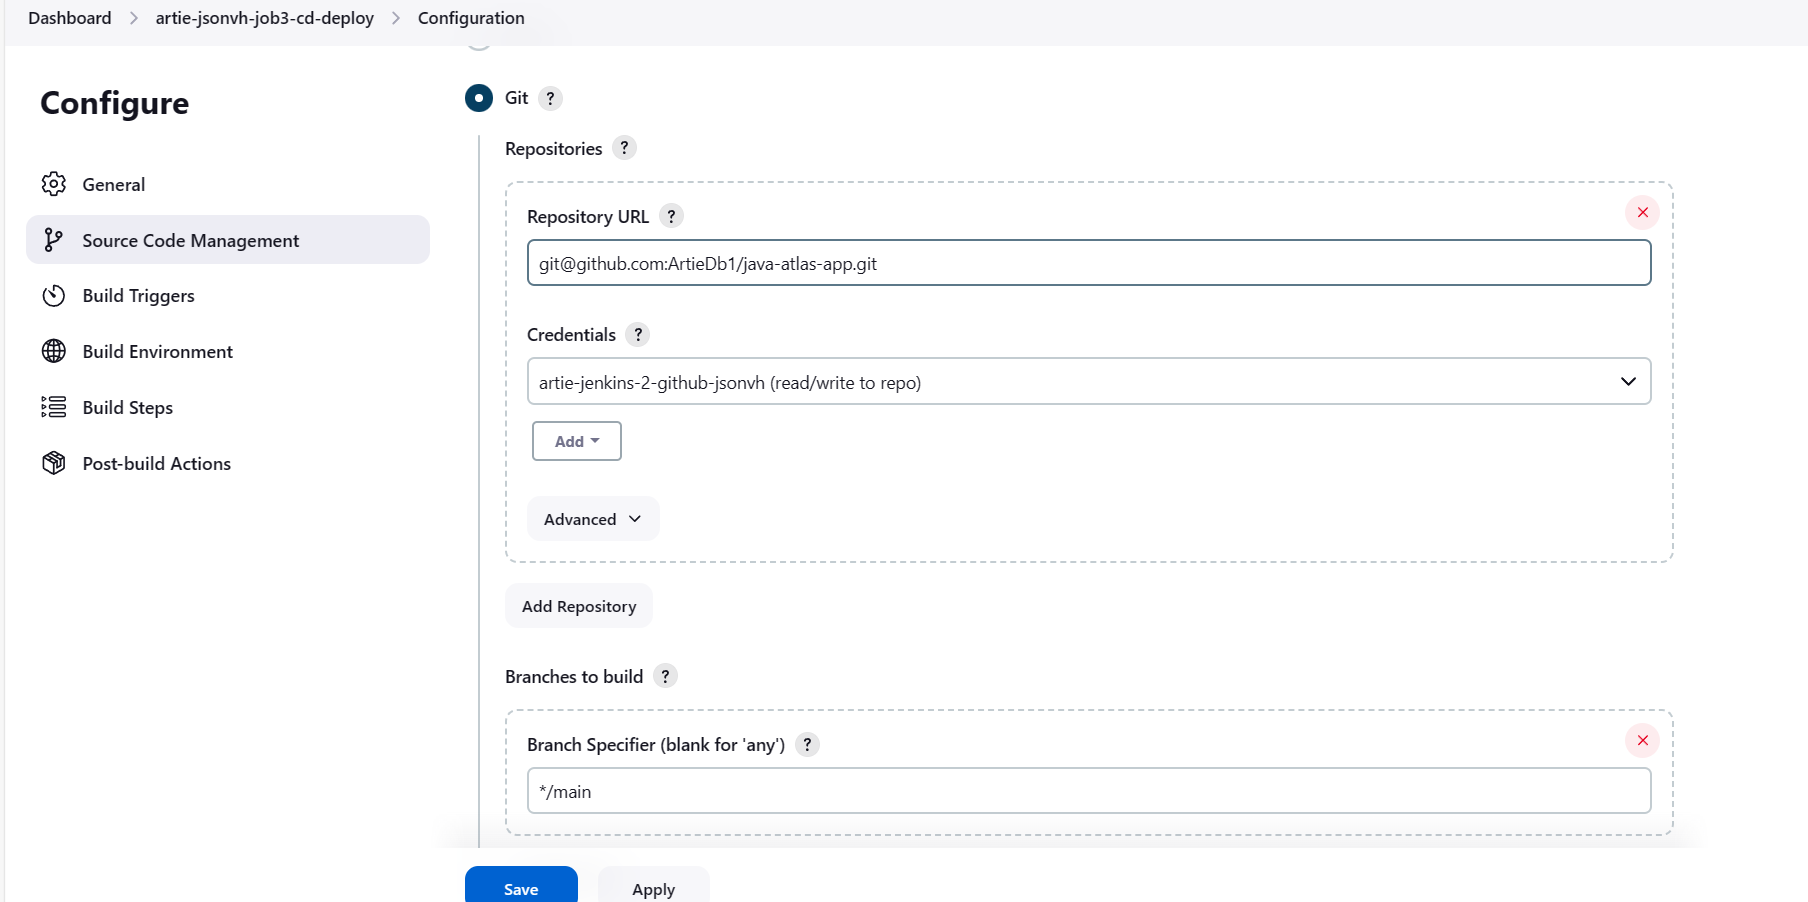 Dashboard > artie-jsonvh-job3-cd-deploy > Configuration
Configure
General
Source Code Management
Build Triggers
Build Environment
Build Steps
Post-build Actions
Git ?
Repositories ?
Repository URL ?
git@github.com:ArtieDb1/java-atlas-app.git
Credentials ?
artie-jenkins-2-github-jsonvh (read/write to repo)
Add
Advanced
Add Repository
Branches to build ?
Branch Specifier (blank for 'any') ?
*/main
Save Apply